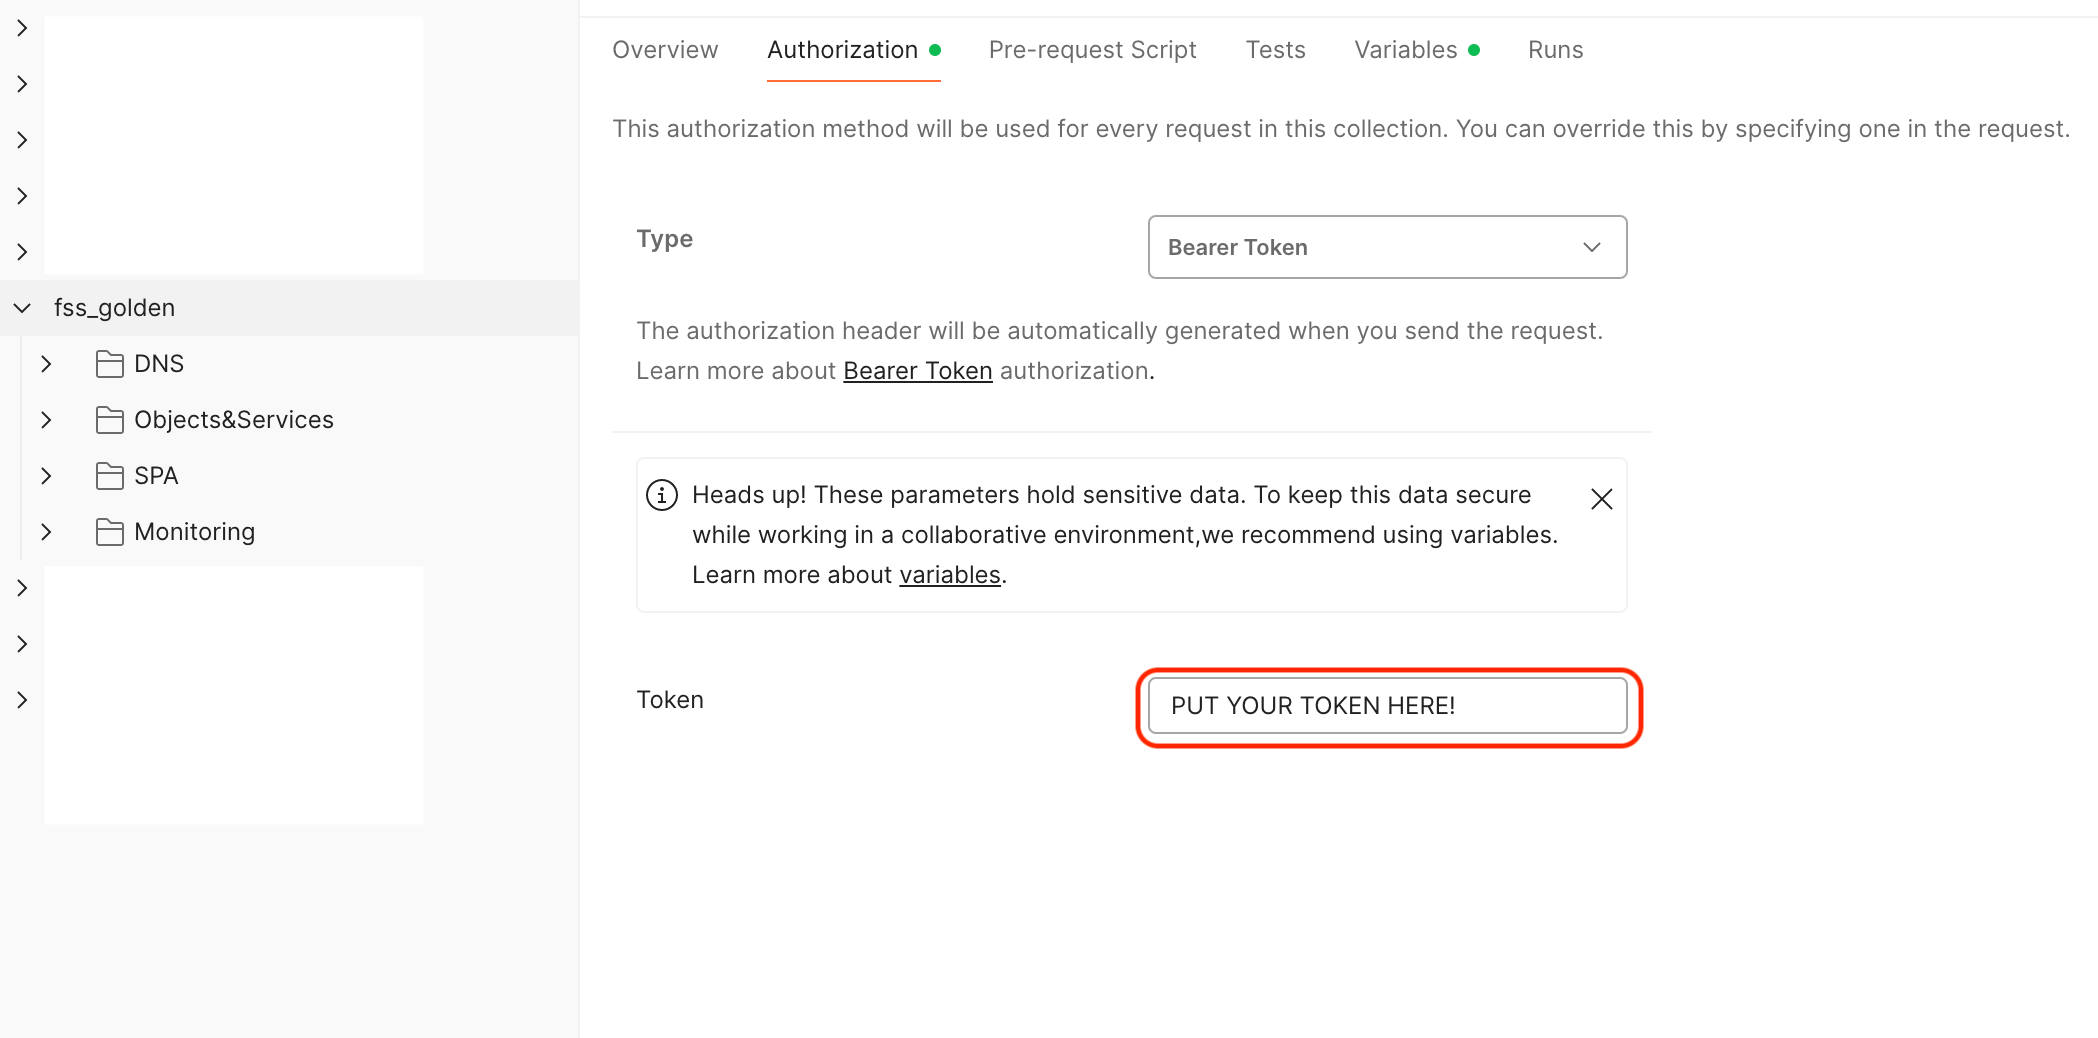 Overview Authorization Pre-request Script Tests Variables Runs
This authorization method will be used for every request in this collection. You can override this by specifying one in the request.
Type
Bearer Token
The authorization header will be automatically generated when you send the request.
Learn more about Bearer Token authorization.
Heads up! These parameters hold sensitive data. To keep this data secure
while working in a collaborative environment,we recommend using variables.
Learn more about variables.
Token
PUT YOUR TOKEN HERE!
fss_golden
DNS
Objects&Services
SPA
Monitoring